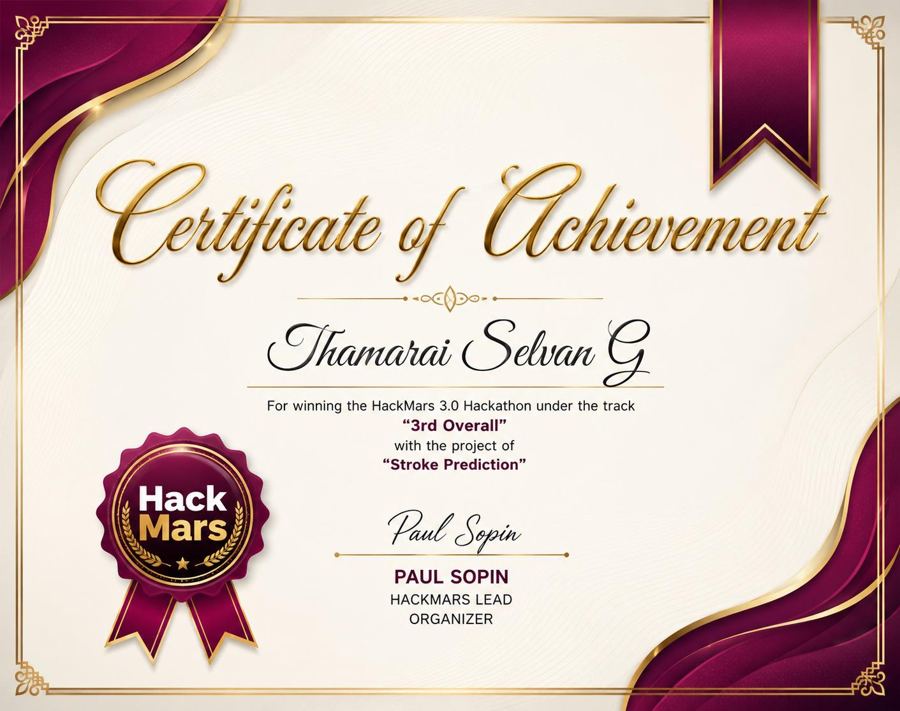 Certificate of Achievement
Thamarai Selvan G
For winning the HackMars 3.0 Hackathon under the track
“3rd Overall”
with the project of
“Stroke Prediction”
Hack
Mars
Paul Sopin
PAUL SOPIN
HACKMARS LEAD
ORGANIZER